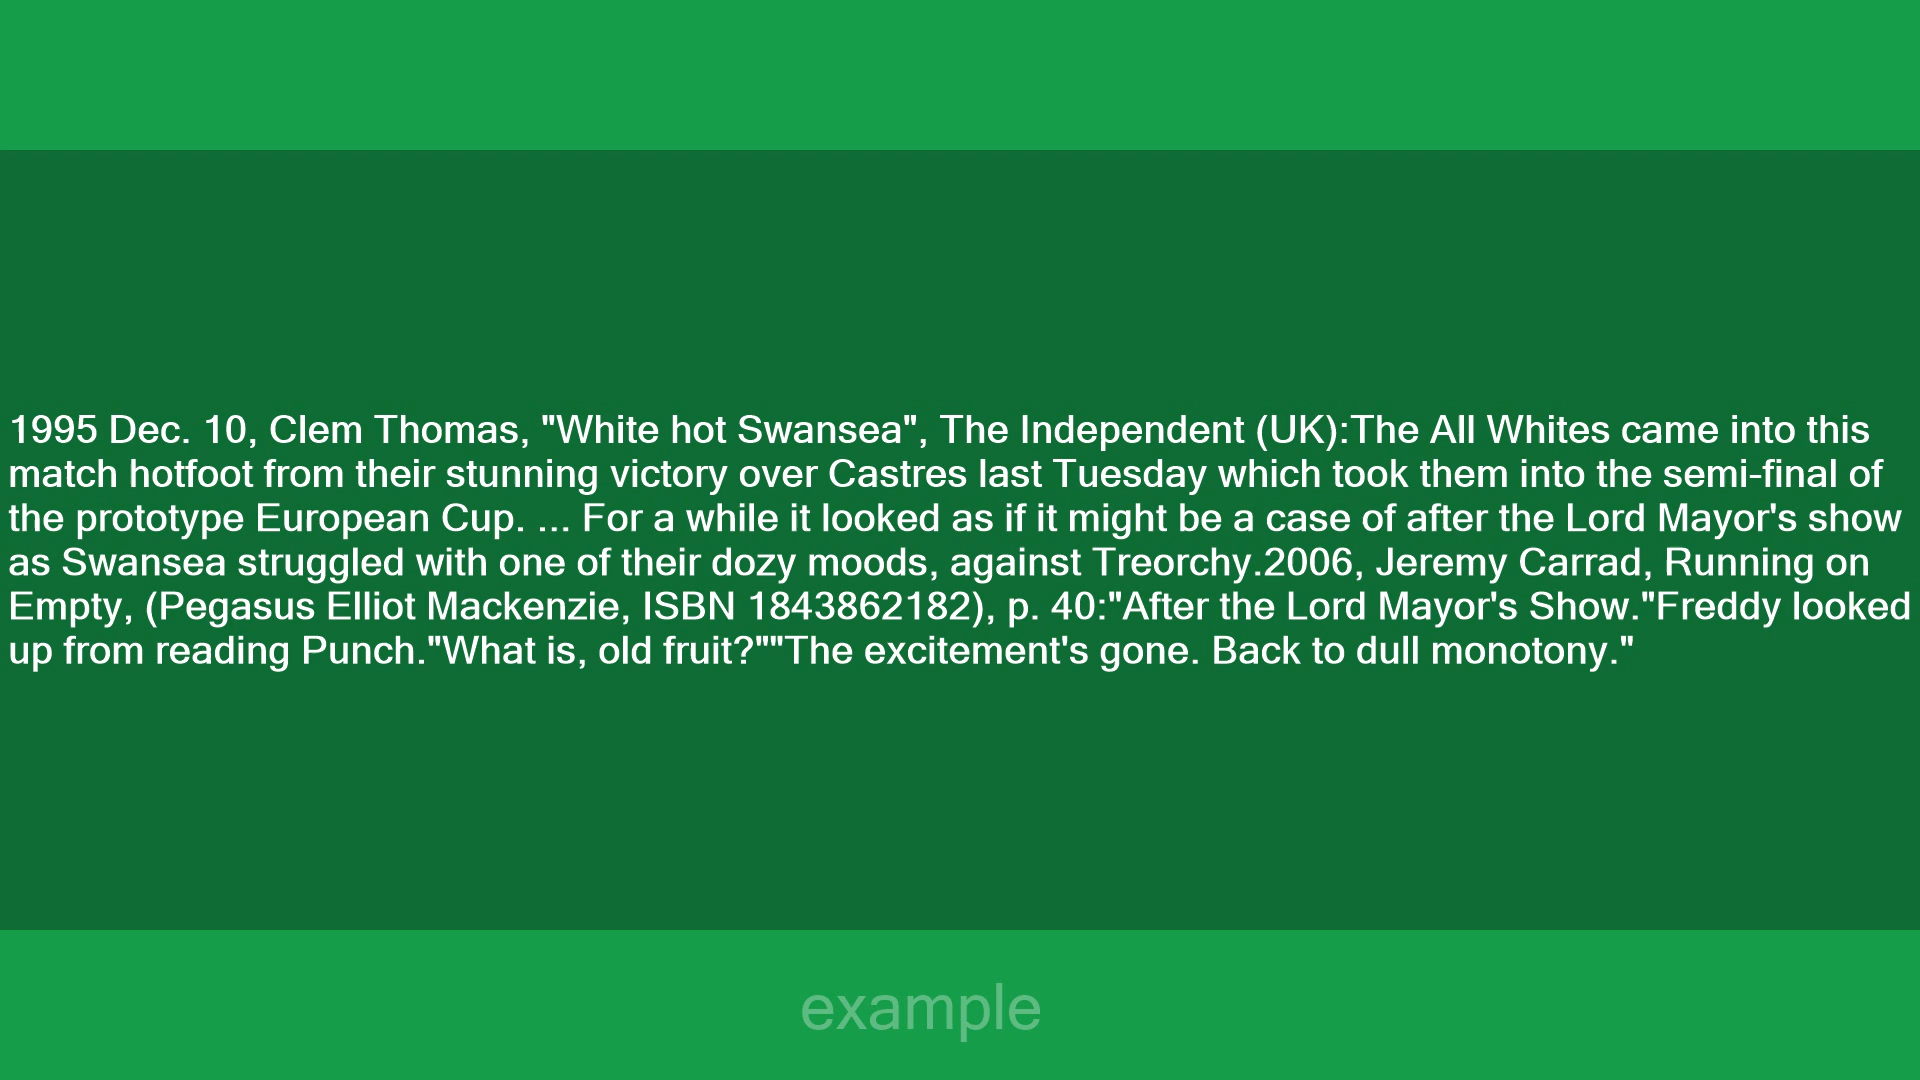 1995 Dec. 10, Clem Thomas, "White hot Swansea", The Independent (UK):The All Whites came into this
match hotfoot from their stunning victory over Castres last Tuesday which took them into the semi-final of
the prototype European Cup. ... For a while it looked as if it might be a case of after the Lord Mayor's show
as Swansea struggled with one of their dozy moods, against Treorchy.2006, Jeremy Carrad, Running on
Empty, (Pegasus Elliot Mackenzie, ISBN 1843862182), p. 40:"After the Lord Mayor's Show."Freddy looked
up from reading Punch."What is, old fruit?""The excitement's gone. Back to dull monotony."
example